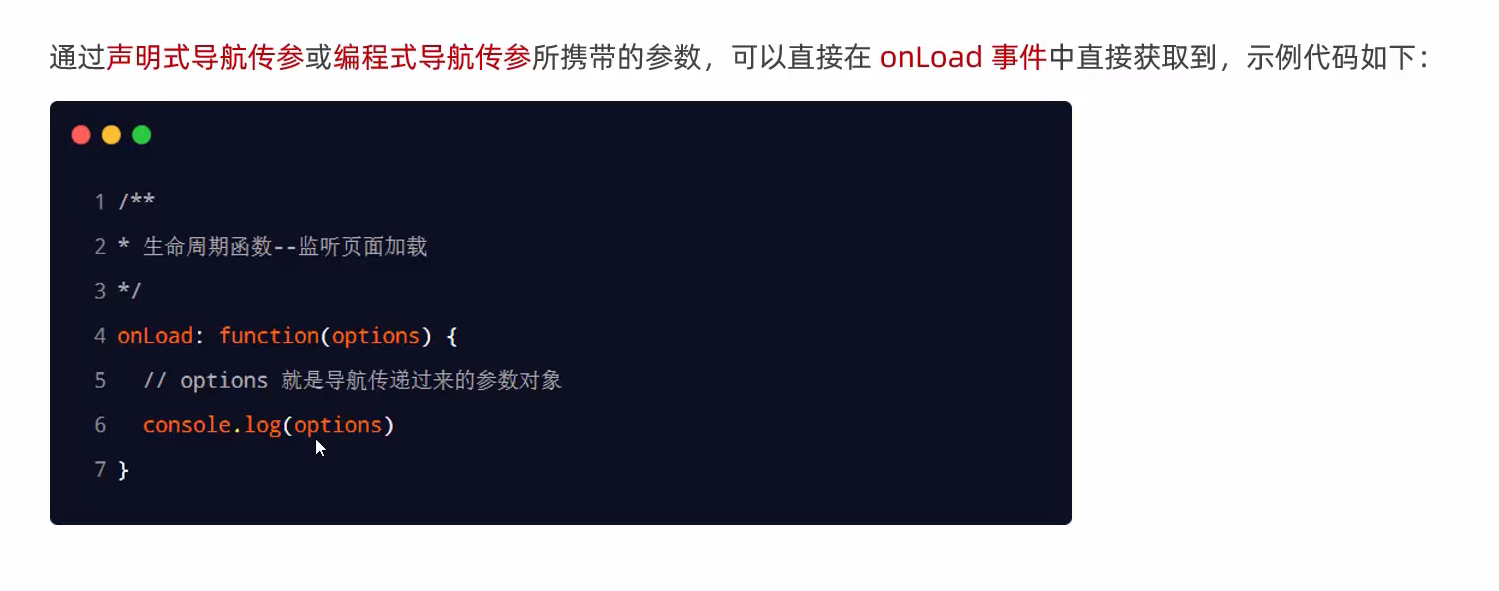 通过声明式导航传参或编程式导航传参所携带的参数，可以直接在 onLoad 事件中直接获取到，示例代码如下：
1 /**
2 * 生命周期函数--监听页面加载
3 */
4 onLoad: function(options) {
5   // options 就是导航传递过来的参数对象
6   console.log(options)
7 }